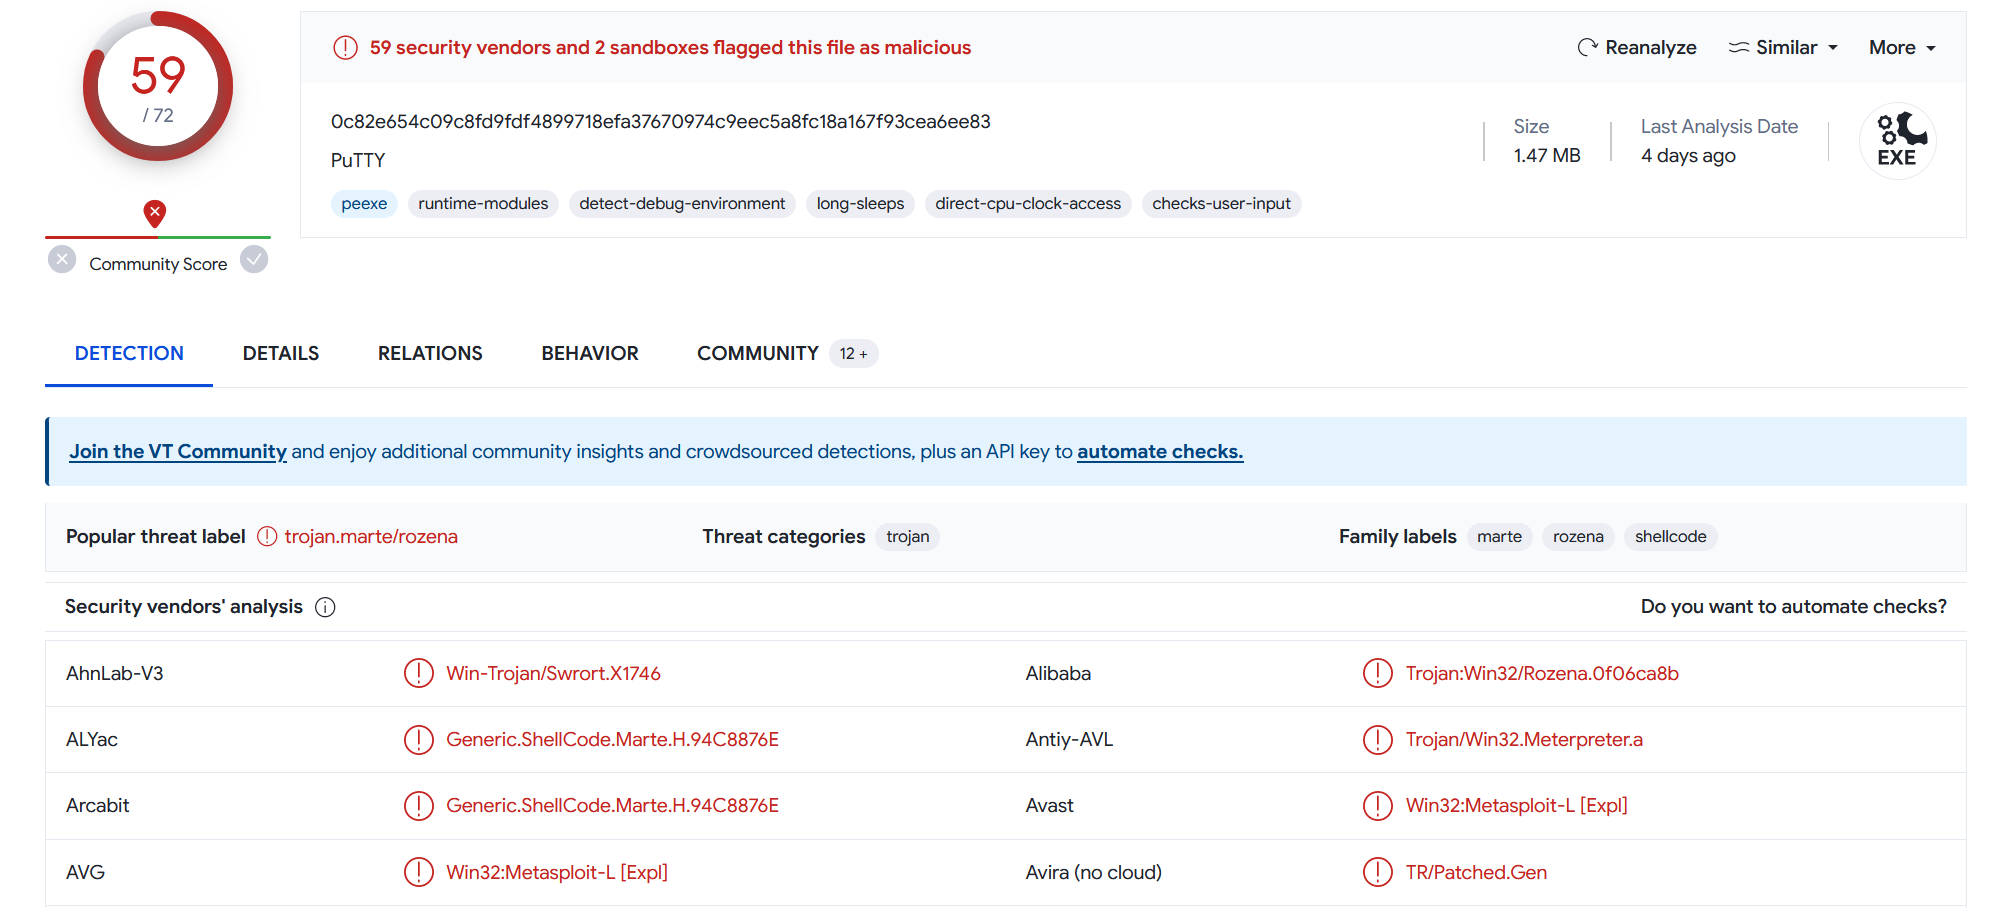 59
/ 72
Community Score
59 security vendors and 2 sandboxes flagged this file as malicious
Reanalyze
Similar
More
0c82e654c09c8fd9fdf4899718efa37670974c9eec5a8fc18a167f93cea6ee83
PuTTY
peexe
runtime-modules
detect-debug-environment
long-sleeps
direct-cpu-clock-access
checks-user-input
Size
1.47 MB
Last Analysis Date
4 days ago
EXE
DETECTION
DETAILS
RELATIONS
BEHAVIOR
COMMUNITY
12 +
Join the VT Community and enjoy additional community insights and crowdsourced detections, plus an API key to automate checks.
Popular threat label
trojan.marte/rozena
Threat categories
trojan
Family labels
marte
rozena
shellcode
Security vendors' analysis
Do you want to automate checks?
AhnLab-V3
Win-Trojan/Swrort.X1746
Alibaba
Trojan:Win32/Rozena.0f06ca8b
ALYac
Generic.ShellCode.Marte.H.94C8876E
Antiy-AVL
Trojan/Win32.Meterpreter.a
Arcabit
Generic.ShellCode.Marte.H.94C8876E
Avast
Win32:Metasploit-L [Expl]
AVG
Win32:Metasploit-L [Expl]
Avira (no cloud)
TR/Patched.Gen